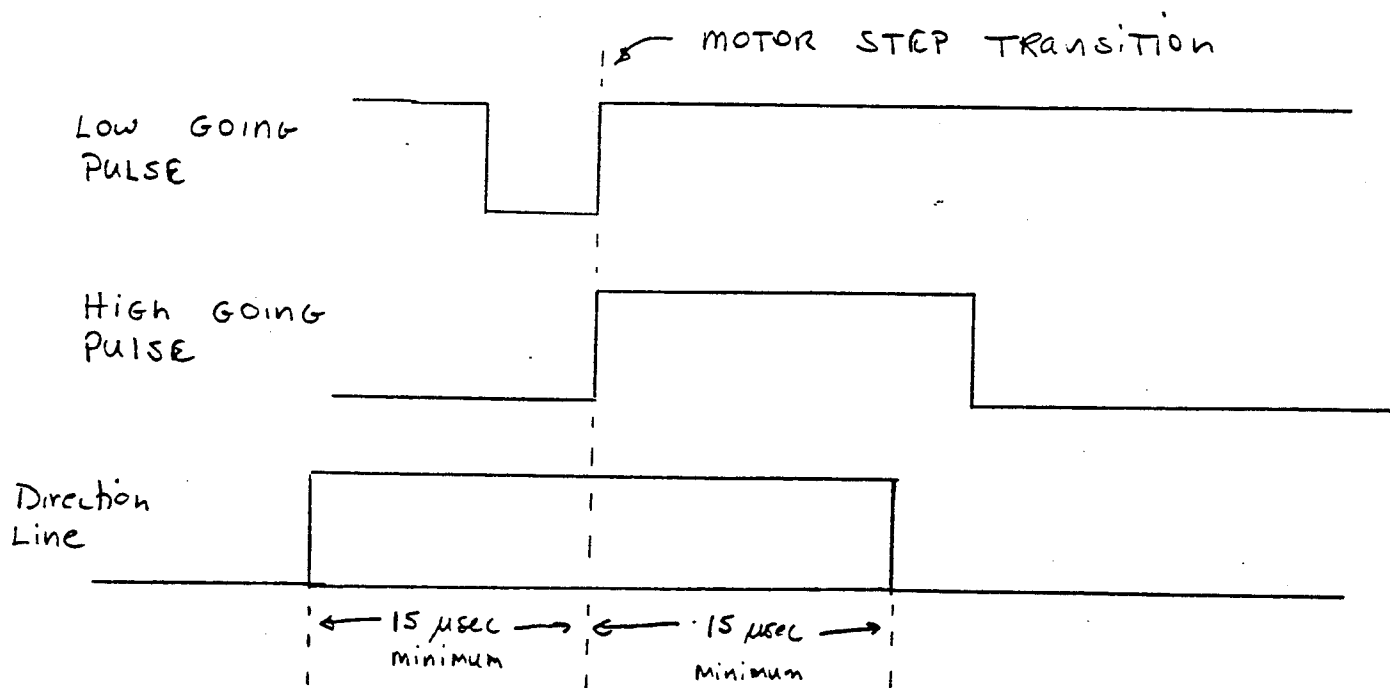 MOTOR STEP TRANSITION
LOW GOING
PULSE
HIGH GOING
PULSE
Direction
Line
15 µsec
minimum
15 µsec
minimum